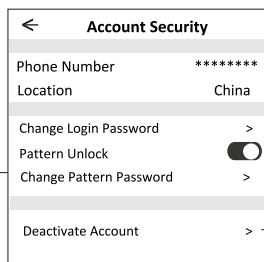 ← Account Security
Phone Number ********
Location China
Change Login Password >
Pattern Unlock
Change Pattern Password >
Deactivate Account >